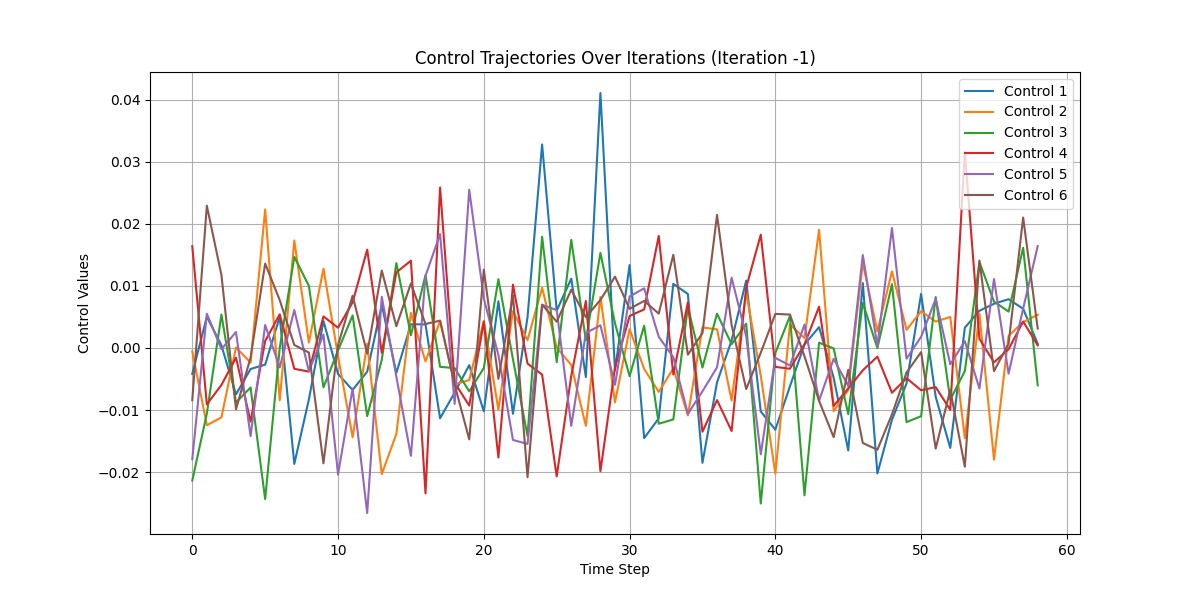 Control Trajectories Over Iterations (Iteration -1)
Control Values
0.04
0.03
0.02
0.01
0.00
−0.01
−0.02
0
10
20
30
40
50
60
Time Step
Control 1
Control 2
Control 3
Control 4
Control 5
Control 6